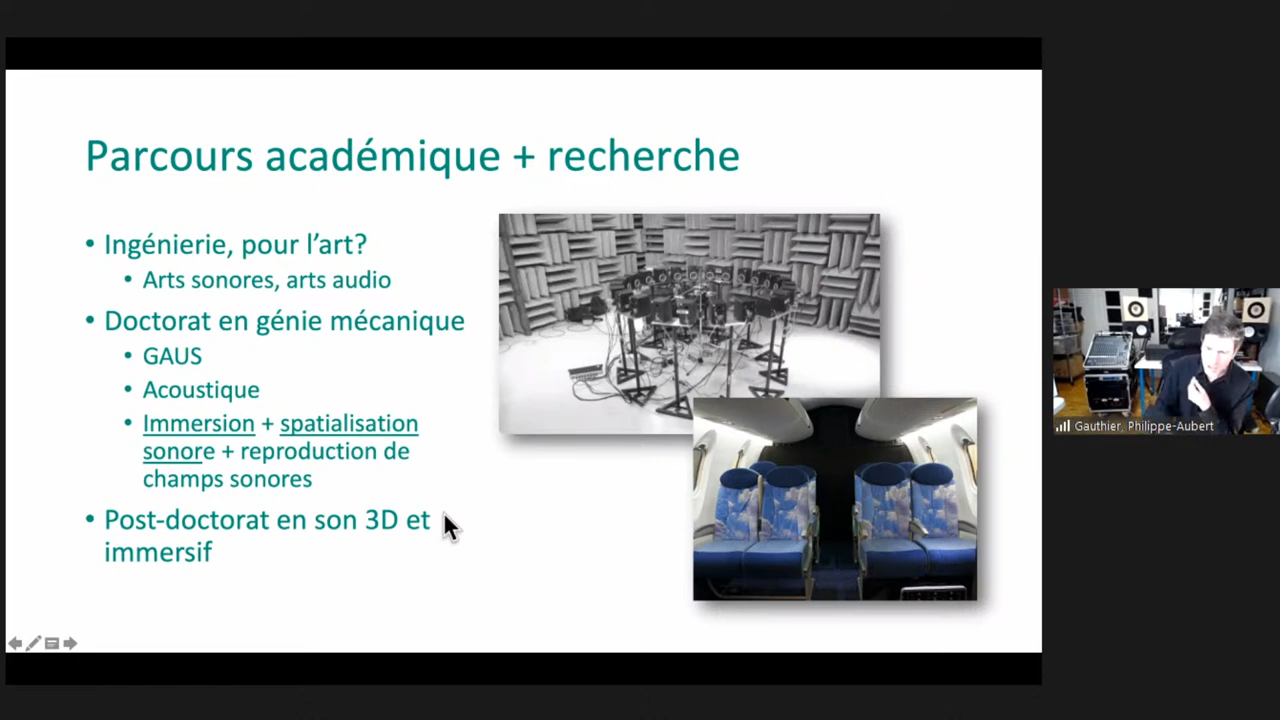 Parcours académique + recherche
• Ingénierie, pour l’art?
• Arts sonores, arts audio
• Doctorat en génie mécanique
• GAUS
• Acoustique
• Immersion + spatialisation
sonore + reproduction de
champs sonores
• Post-doctorat en son 3D et
immersif
Gauthier, Philippe-Aubert